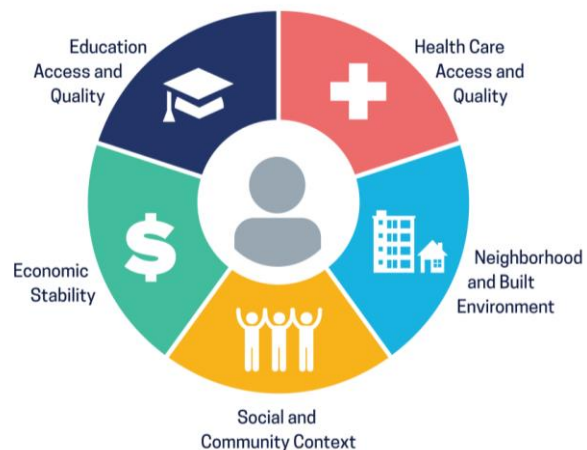 Education
Access and
Quality
Health Care
Access and
Quality
$
Economic
Stability
Neighborhood
and Built
Environment
Social and
Community Context